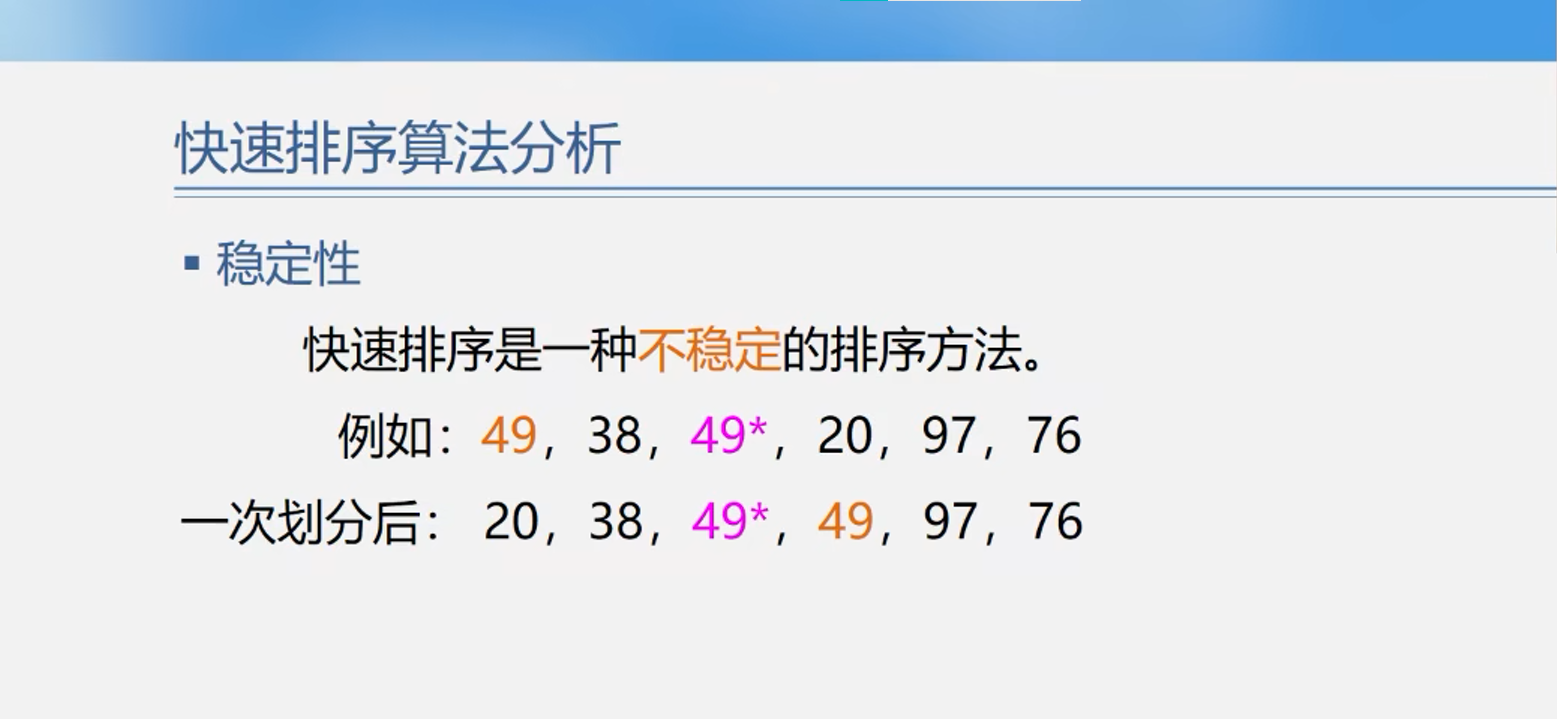 快速排序算法分析
▪ 稳定性
快速排序是一种不稳定的排序方法。
例如：49，38，49*，20，97，76
一次划分后： 20，38，49*，49，97，76